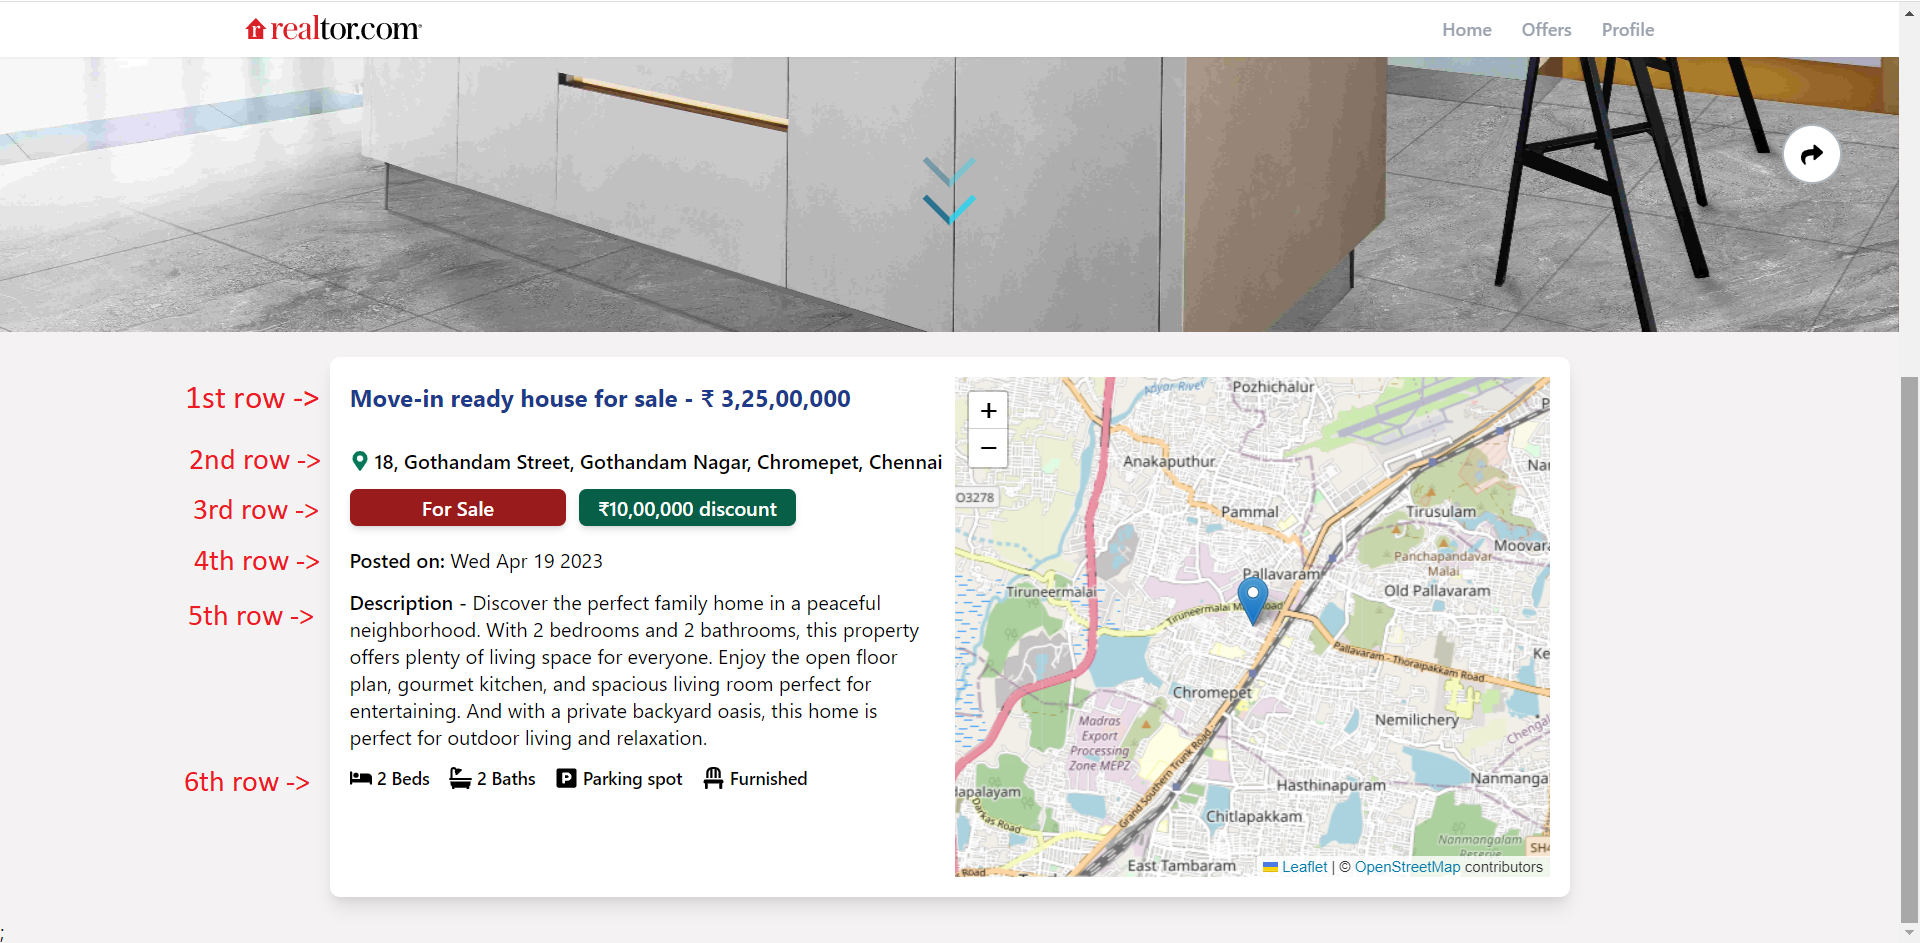 realtor.com
Home Offers Profile
1st row ->
Move-in ready house for sale - ₹ 3,25,00,000
2nd row ->
18, Gothandam Street, Gothandam Nagar, Chromepet, Chennai
3rd row ->
For Sale
₹10,00,000 discount
4th row ->
Posted on: Wed Apr 19 2023
5th row ->
Description - Discover the perfect family home in a peaceful
neighborhood. With 2 bedrooms and 2 bathrooms, this property
offers plenty of living space for everyone. Enjoy the open floor
plan, gourmet kitchen, and spacious living room perfect for
entertaining. And with a private backyard oasis, this home is
perfect for outdoor living and relaxation.
6th row ->
2 Beds 2 Baths P Parking spot Furnished
+
−
Adyar River
Pozhichalur
Anakaputhur
O3278
Pammal
Tirusulam
Moovara
Panchapandavar
Malai
Pallavaram
Old Pallavaram
Tiruneermalai
Tiruneermalai Main Road
Pallavaram - Thoraipakkam Road
Ke
Chromepet
Nemilichery
Chengal
Madras
Export
Processing
Zone MEPZ
Grand Southern Trunk Road
Nanmanga
Hasthinapuram
dapalayam
Darkas Road
Chitlapakkam
Nanmangalam
Reserve
SH4
East Tambaram
Road
Leaflet | © OpenStreetMap contributors
;